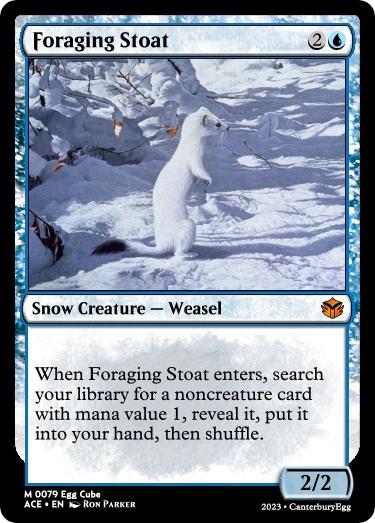 Foraging Stoat 2
Snow Creature — Weasel
When Foraging Stoat enters, search
your library for a noncreature card
with mana value 1, reveal it, put it
into your hand, then shuffle.
2/2
M 0079 Egg Cube
ACE • EN Ron Parker
2023 • CanterburyEgg